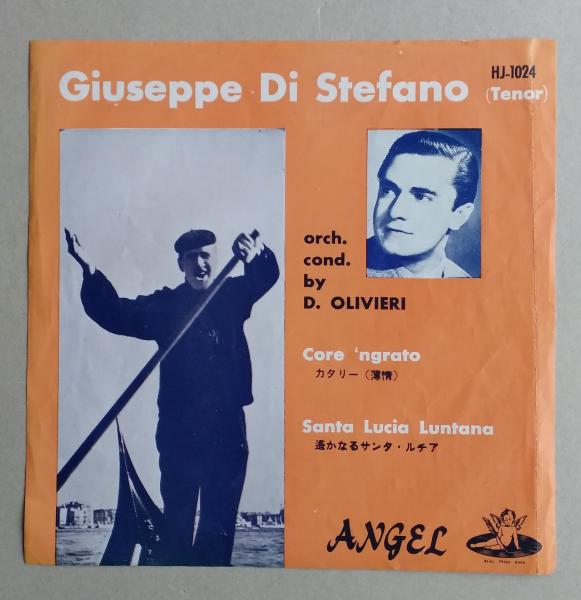 HJ-1024
Giuseppe Di Stefano (Tenor)
orch.
cond.
by
D. OLIVIERI
Core 'ngrato
カタリー（薄情）
Santa Lucia Luntana
遙かなるサンタ・ルチア
ANGEL